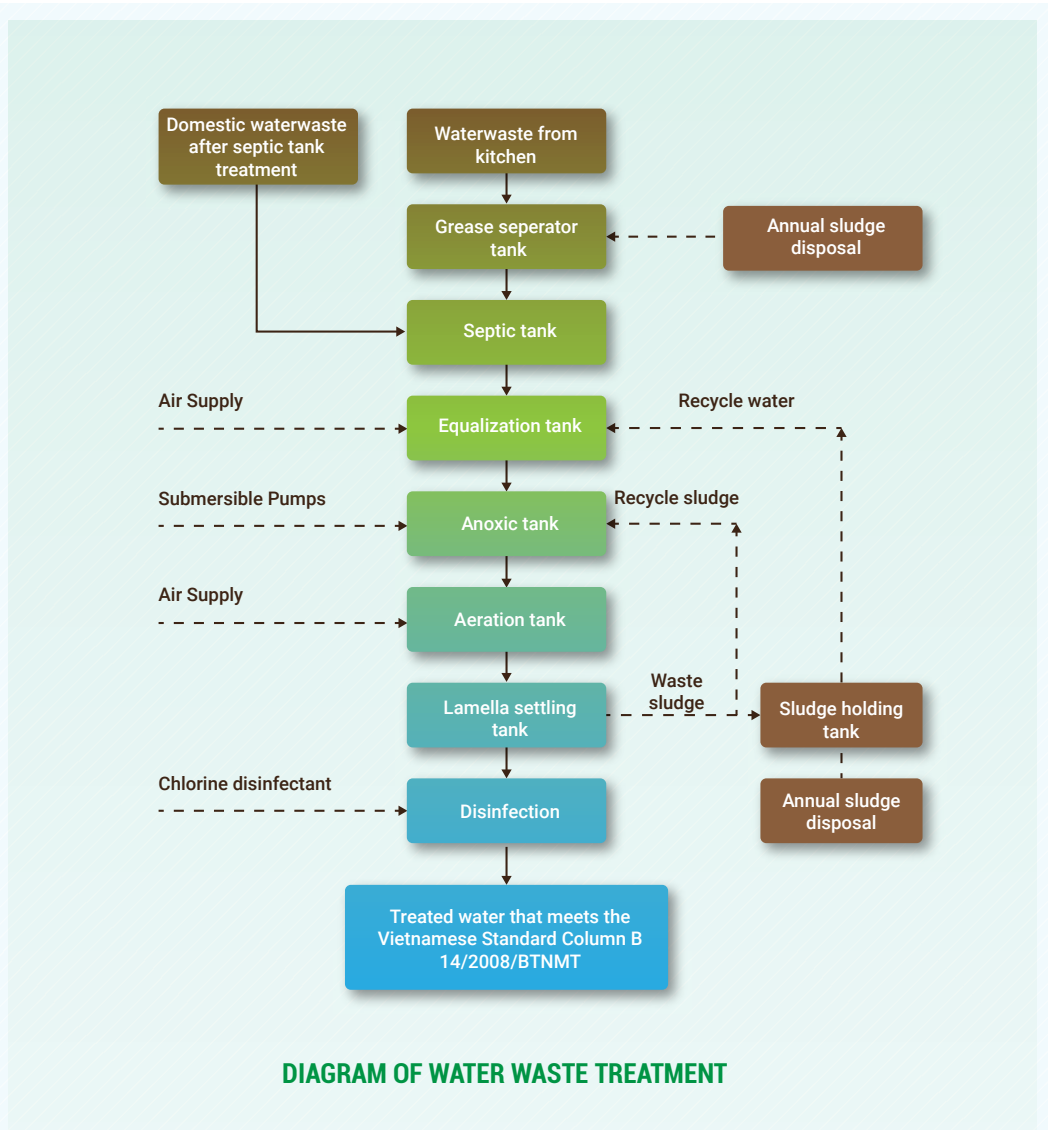 Domestic waterwaste
after septic tank
treatment
Waterwaste from
kitchen
Grease seperator
tank
Annual sludge
disposal
Septic tank
Air Supply
Equalization tank
Recycle water
Submersible Pumps
Anoxic tank
Recycle sludge
Air Supply
Aeration tank
Lamella settling
tank
Waste
sludge
Sludge holding
tank
Chlorine disinfectant
Disinfection
Annual sludge
disposal
Treated water that meets the
Vietnamese Standard Column B
14/2008/BTNMT
DIAGRAM OF WATER WASTE TREATMENT